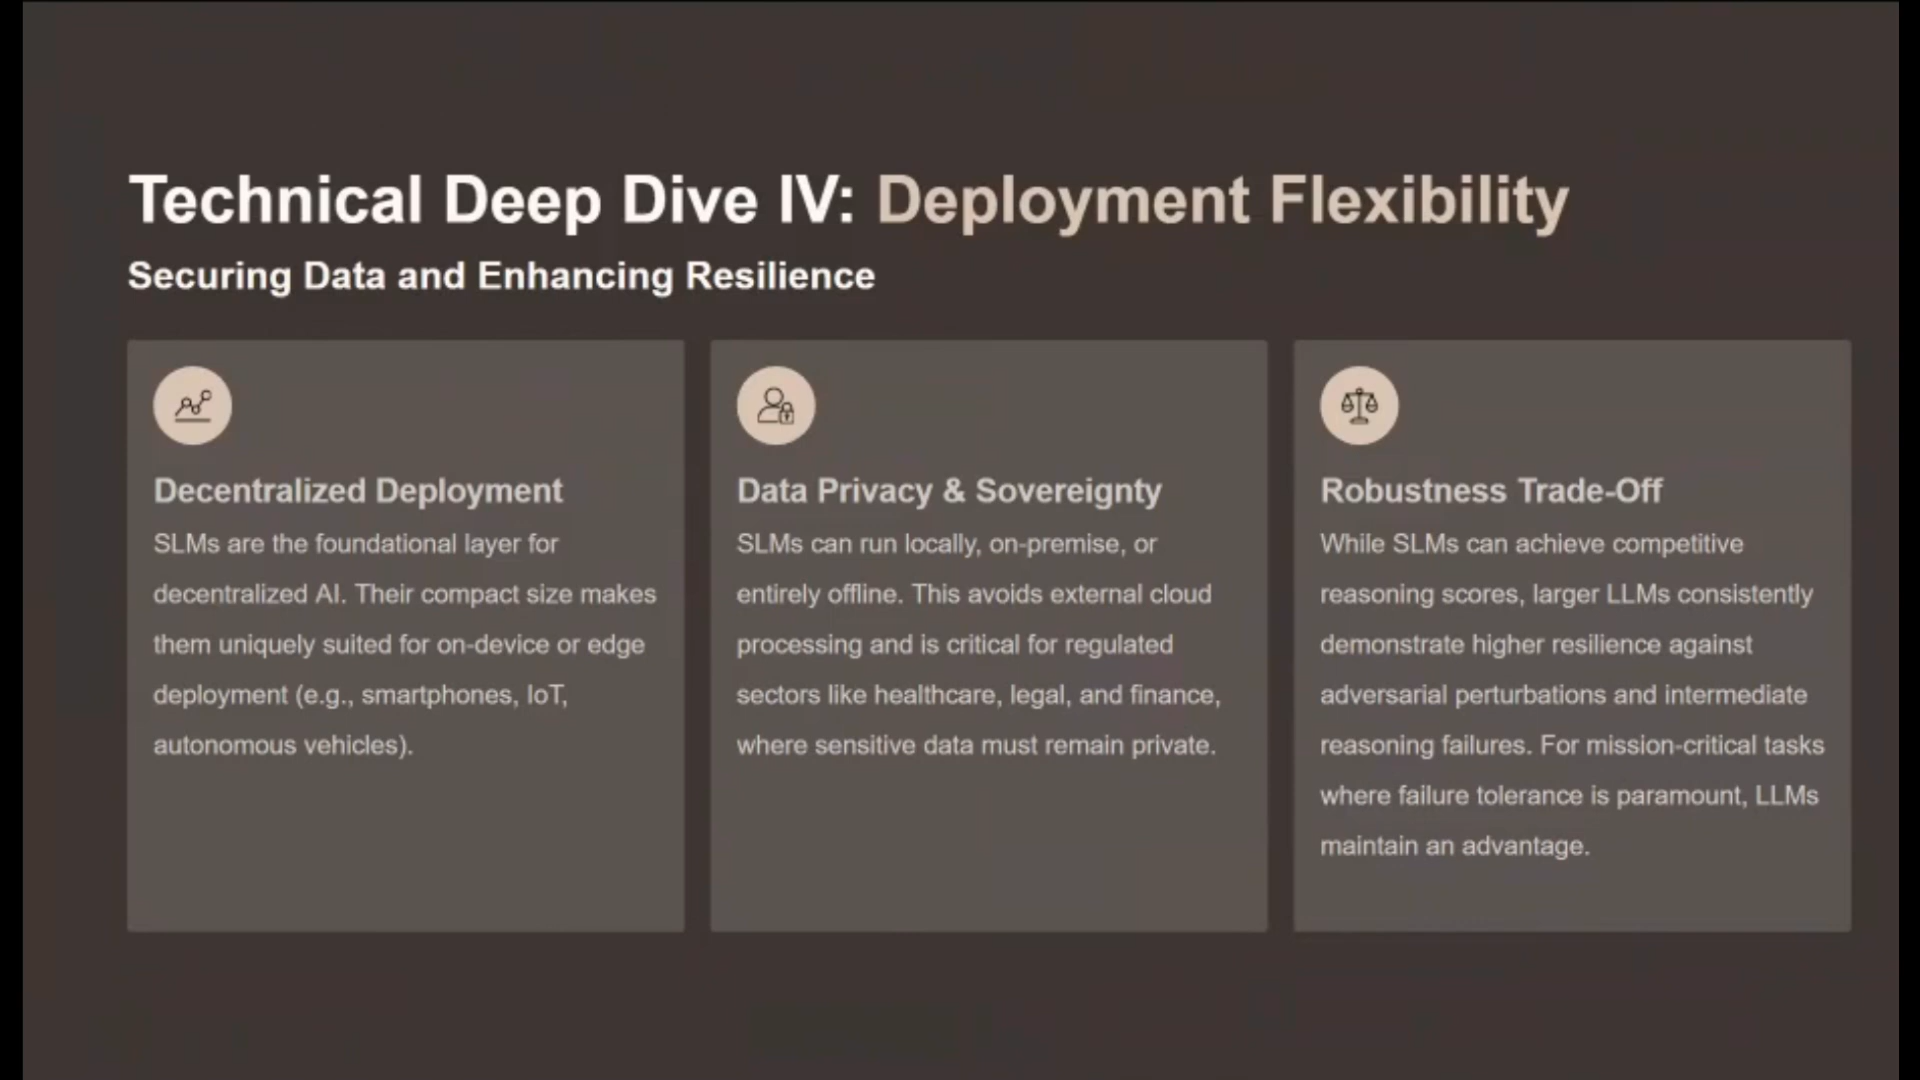 Technical Deep Dive IV: Deployment Flexibility
Securing Data and Enhancing Resilience
Decentralized Deployment
SLMs are the foundational layer for
decentralized AI. Their compact size makes
them uniquely suited for on-device or edge
deployment (e.g., smartphones, IoT,
autonomous vehicles).
Data Privacy & Sovereignty
SLMs can run locally, on-premise, or
entirely offline. This avoids external cloud
processing and is critical for regulated
sectors like healthcare, legal, and finance,
where sensitive data must remain private.
Robustness Trade-Off
While SLMs can achieve competitive
reasoning scores, larger LLMs consistently
demonstrate higher resilience against
adversarial perturbations and intermediate
reasoning failures. For mission-critical tasks
where failure tolerance is paramount, LLMs
maintain an advantage.